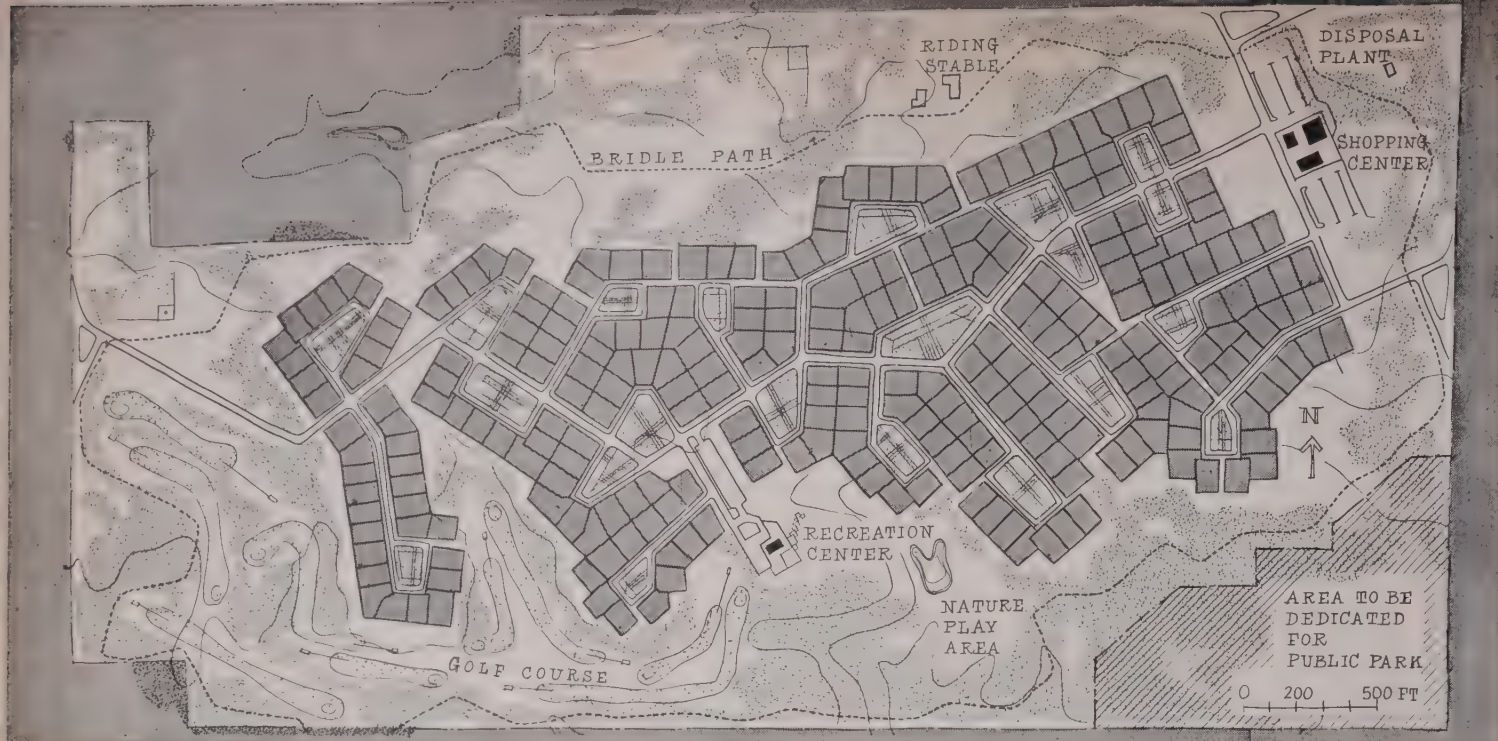 RIDING
STABLE
DISPOSAL
PLANT
SHOPPING
CENTER
BRIDLE PATH
N
RECREATION
CENTER
NATURE
PLAY
AREA
GOLF COURSE
AREA TO BE
DEDICATED
FOR
PUBLIC PARK
0 200 500 FT